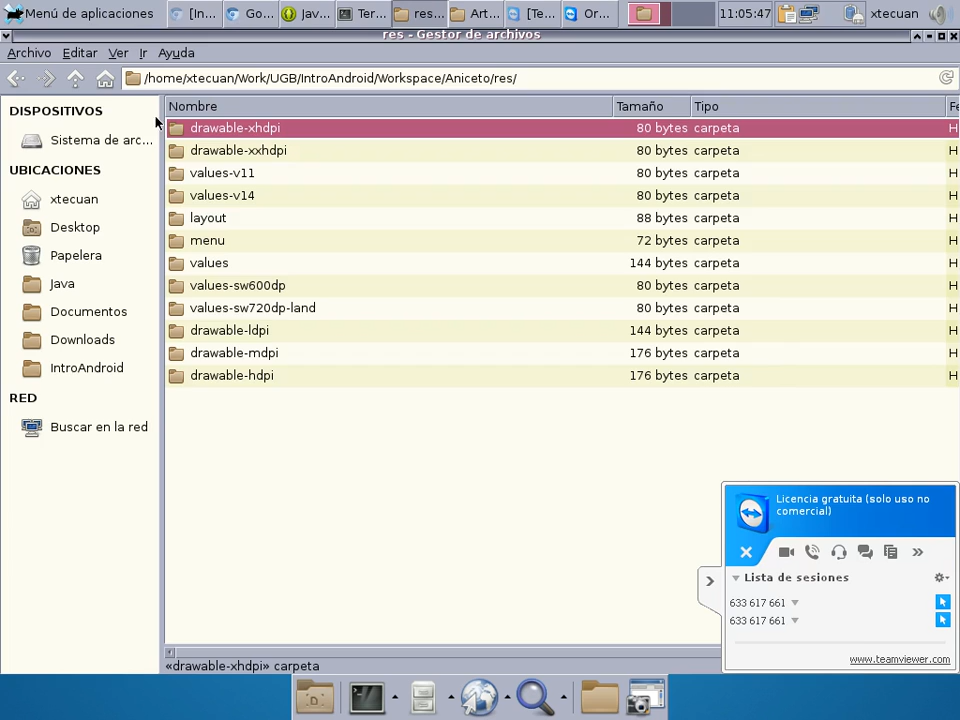 Menú de aplicaciones [In... Go... Jav... Ter... res... Art... [Te... Or... 11:05:47 xtecuan
res - Gestor de archivos
Archivo Editar Ver Ir Ayuda
/home/xtecuan/Work/UGB/IntroAndroid/Workspace/Aniceto/res/
DISPOSITIVOS
Sistema de arc...
UBICACIONES
xtecuan
Desktop
Papelera
Java
Documentos
Downloads
IntroAndroid
RED
Buscar en la red
Nombre Tamaño Tipo Fe
drawable-xhdpi 80 bytes carpeta H
drawable-xxhdpi 80 bytes carpeta H
values-v11 80 bytes carpeta H
values-v14 80 bytes carpeta H
layout 88 bytes carpeta H
menu 72 bytes carpeta H
values 144 bytes carpeta H
values-sw600dp 80 bytes carpeta H
values-sw720dp-land 80 bytes carpeta H
drawable-ldpi 144 bytes carpeta H
drawable-mdpi 176 bytes carpeta H
drawable-hdpi 176 bytes carpeta H
«drawable-xhdpi» carpeta
Licencia gratuita (solo uso no
comercial)
Lista de sesiones
633 617 661
633 617 661
www.teamviewer.com